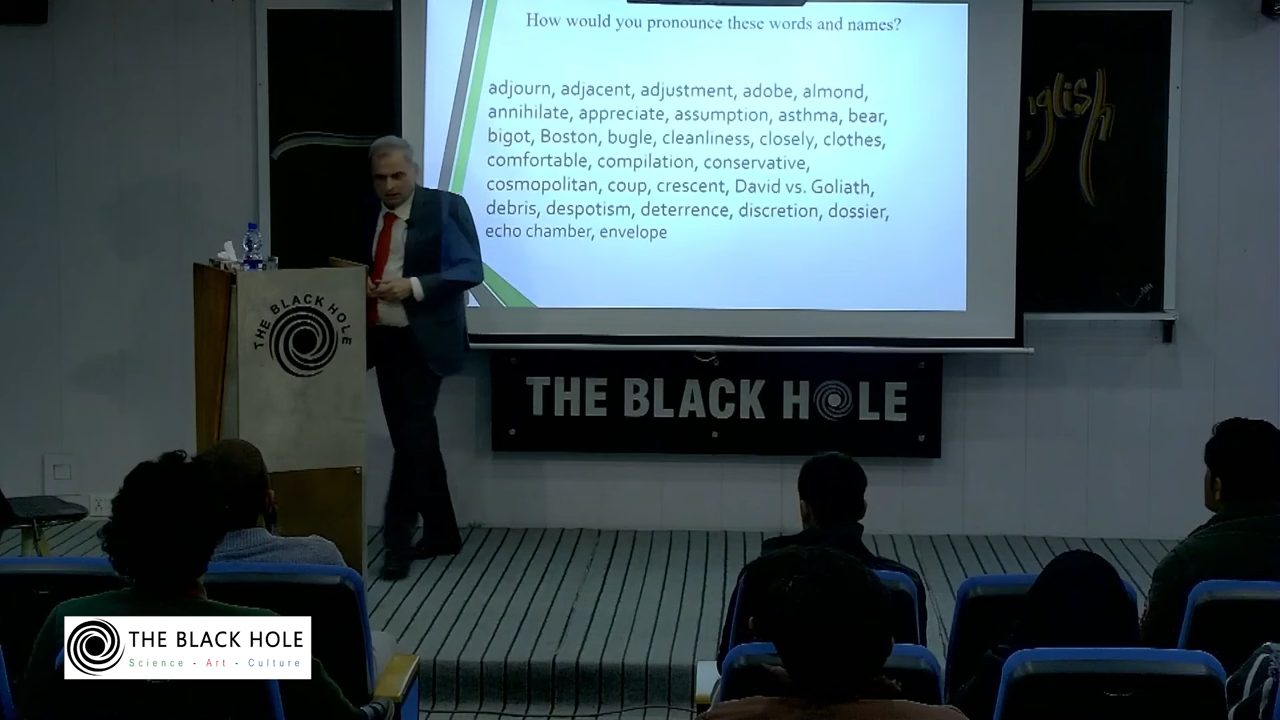 How would you pronounce these words and names?
adjourn, adjacent, adjustment, adobe, almond,
annihilate, appreciate, assumption, asthma, bear,
bigot, Boston, bugle, cleanliness, closely, clothes,
comfortable, compilation, conservative,
cosmopolitan, coup, crescent, David vs. Goliath,
debris, despotism, deterrence, discretion, dossier,
echo chamber, envelope
THE BLACK HOLE
THE BLACK HOLE
THE BLACK HOLE
Science - Art - Culture